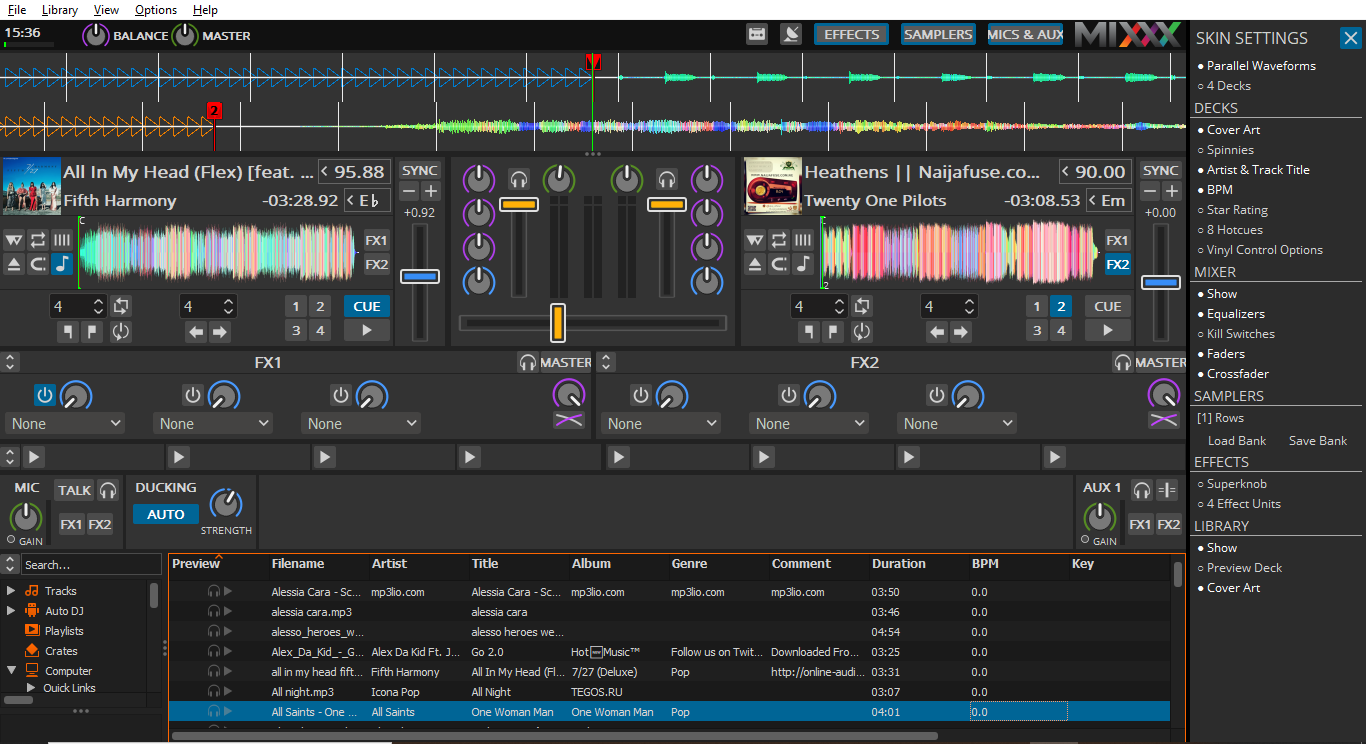 File Library View Options Help
15:36 BALANCE MASTER EFFECTS SAMPLERS MICS & AUX MIXXX
2
All In My Head (Flex) [feat. ... < 95.88
Fifth Harmony -03:28.92 < E♭
C
FX1
FX2
4 4 1 2 CUE
3 4
SYNC
+0.92
Heathens || Naijafuse.co... < 90.00
Twenty One Pilots -03:08.53 < Em
2
FX1
FX2
4 4 1 2 CUE
3 4
SYNC
+0.00
FX1 MASTER
None None None
FX2 MASTER
None None None
MIC TALK
FX1 FX2
GAIN
DUCKING
AUTO
STRENGTH
AUX 1
FX1 FX2
GAIN
Search...
Tracks
Auto DJ
Playlists
Crates
Computer
Quick Links
Preview Filename Artist Title Album Genre Comment Duration BPM Key
Alessia Cara - Sc... mp3lio.com Alessia Cara - Sc... mp3lio.com mp3lio.com mp3lio.com 03:50 0.0
alessia cara.mp3 alessia cara 03:46 0.0
alesso_heroes_w... alesso heroes we... 04:54 0.0
Alex_Da_Kid_-_G... Alex Da Kid Ft. J... Go 2.0 Hot🆕Music™ Follow us on Twit... Downloaded Fro... 03:25 0.0
all in my head fift... Fifth Harmony All In My Head (Fl... 7/27 (Deluxe) Pop http://online-audi... 03:31 0.0
All night.mp3 Icona Pop All Night TEGOS.RU 03:07 0.0
All Saints - One ... All Saints One Woman Man One Woman Man Pop 04:01 0.0
SKIN SETTINGS
Parallel Waveforms
4 Decks
DECKS
Cover Art
Spinnies
Artist & Track Title
BPM
Star Rating
8 Hotcues
Vinyl Control Options
MIXER
Show
Equalizers
Kill Switches
Faders
Crossfader
SAMPLERS
[1] Rows
Load Bank Save Bank
EFFECTS
Superknob
4 Effect Units
LIBRARY
Show
Preview Deck
Cover Art